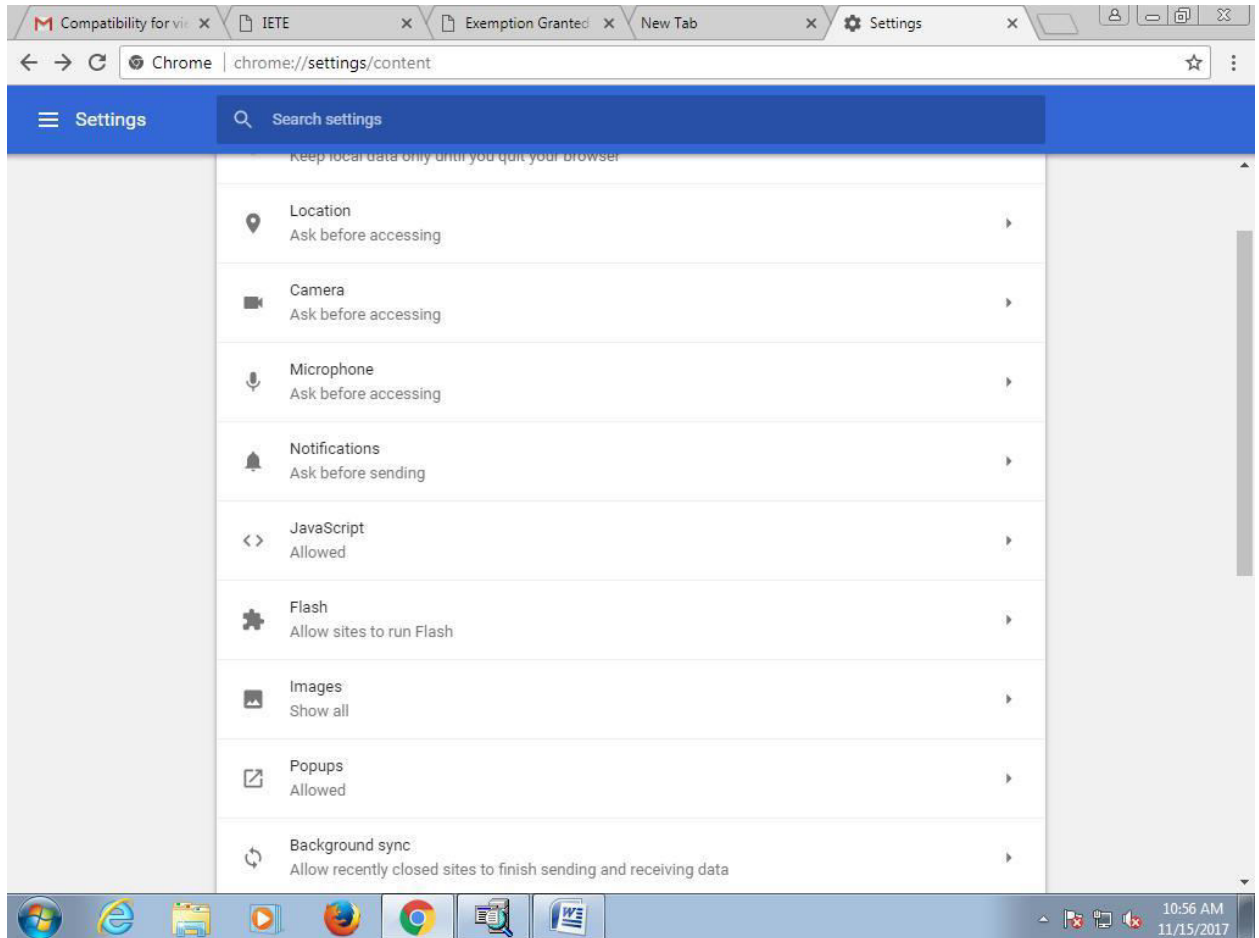 Compatibility for vie
IETE
Exemption Granted
New Tab
Settings
Chrome
chrome://settings/content
Settings
Search settings
Keep local data only until you quit your browser
Location
Ask before accessing
Camera
Ask before accessing
Microphone
Ask before accessing
Notifications
Ask before sending
JavaScript
Allowed
Flash
Allow sites to run Flash
Images
Show all
Popups
Allowed
Background sync
Allow recently closed sites to finish sending and receiving data
10:56 AM
11/15/2017